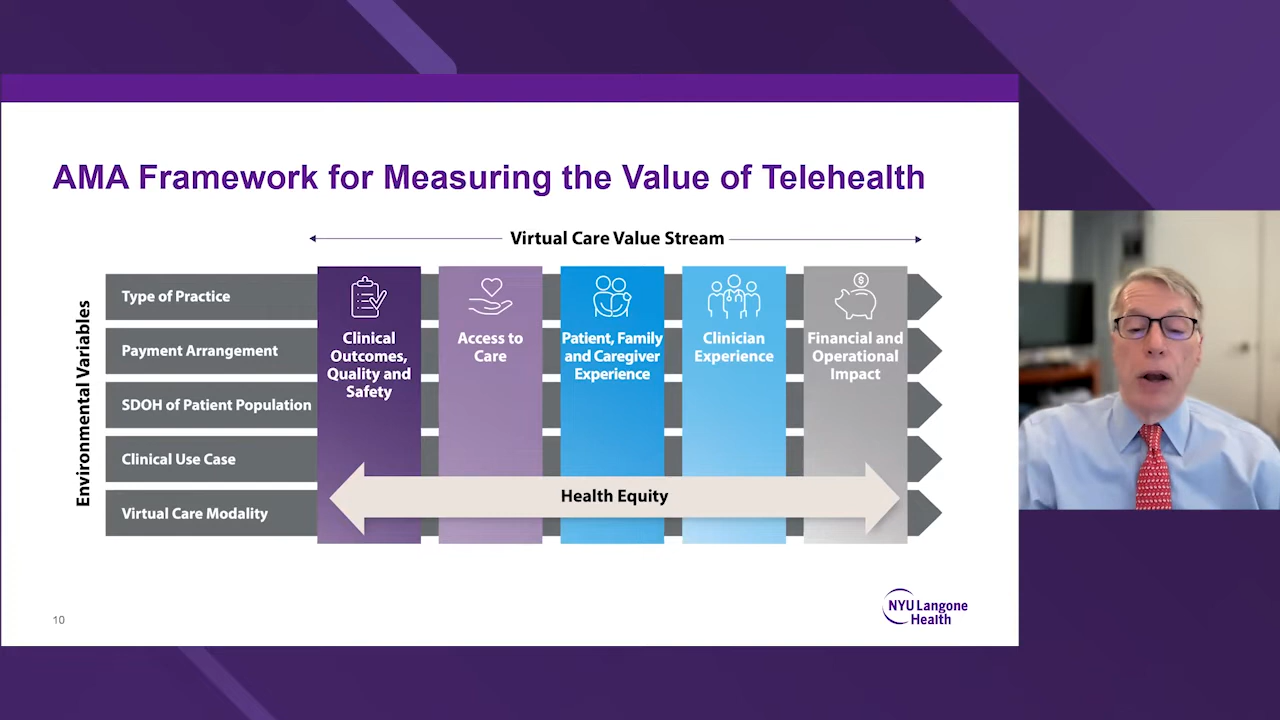 AMA Framework for Measuring the Value of Telehealth
Virtual Care Value Stream
Environmental Variables
Type of Practice
Payment Arrangement
SDOH of Patient Population
Clinical Use Case
Virtual Care Modality
Clinical
Outcomes,
Quality and
Safety
Access to
Care
Patient, Family
and Caregiver
Experience
Clinician
Experience
$
Financial and
Operational
Impact
Health Equity
10
NYU Langone
Health